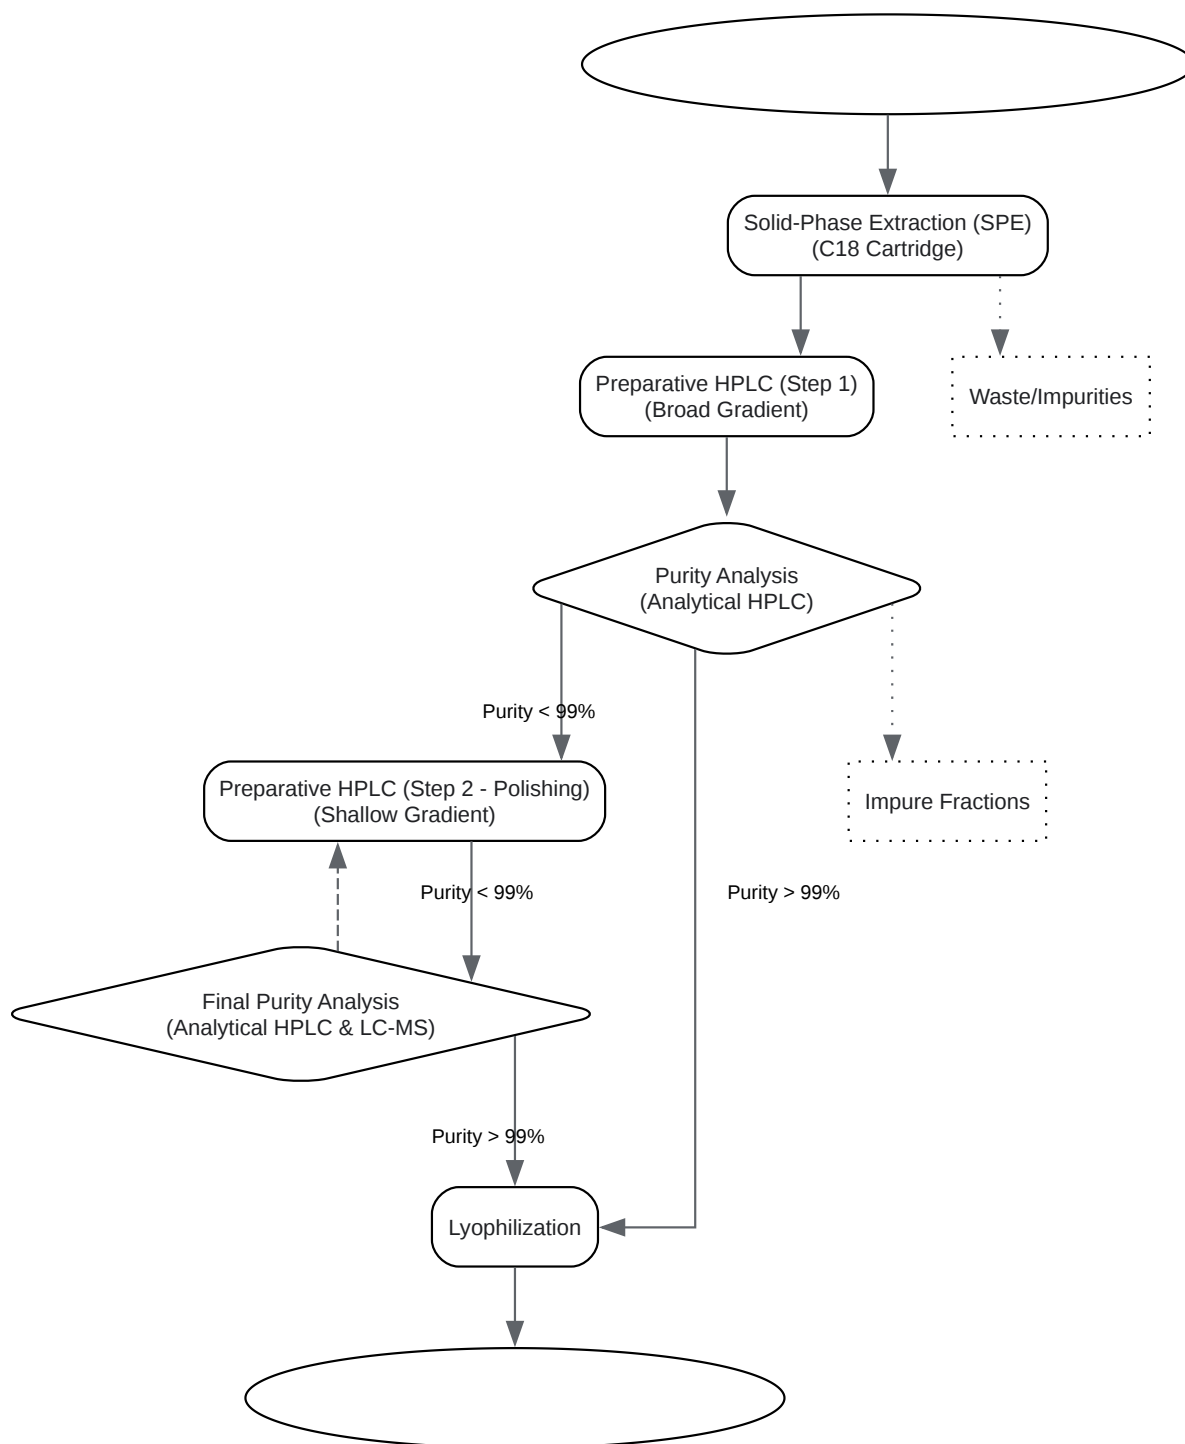 Solid-Phase Extraction (SPE)
(C18 Cartridge)
Preparative HPLC (Step 1)
(Broad Gradient)
Waste/Impurities
Purity Analysis
(Analytical HPLC)
Purity < 99%
Preparative HPLC (Step 2 - Polishing)
(Shallow Gradient)
Impure Fractions
Purity < 99%
Purity > 99%
Final Purity Analysis
(Analytical HPLC & LC-MS)
Purity > 99%
Lyophilization